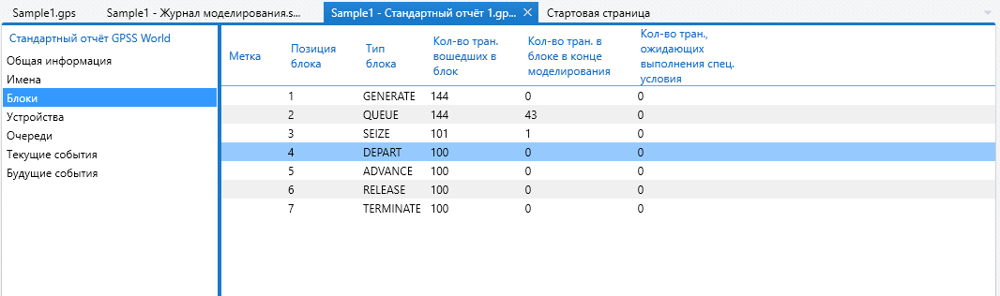 Sample1.gps Sample1 - Журнал моделирования.s... Sample1 - Стандартный отчёт 1.gp... Стартовая страница
Стандартный отчёт GPSS World
Общая информация
Имена
Блоки
Устройства
Очереди
Текущие события
Будущие события
Метка
Позиция
блока
Тип
блока
Кол-во тран.
вошедших в
блок
Кол-во тран. в
блоке в конце
моделирования
Кол-во тран.,
ожидающих
выполнения спец.
условия
1 GENERATE 144 0 0
2 QUEUE 144 43 0
3 SEIZE 101 1 0
4 DEPART 100 0 0
5 ADVANCE 100 0 0
6 RELEASE 100 0 0
7 TERMINATE 100 0 0